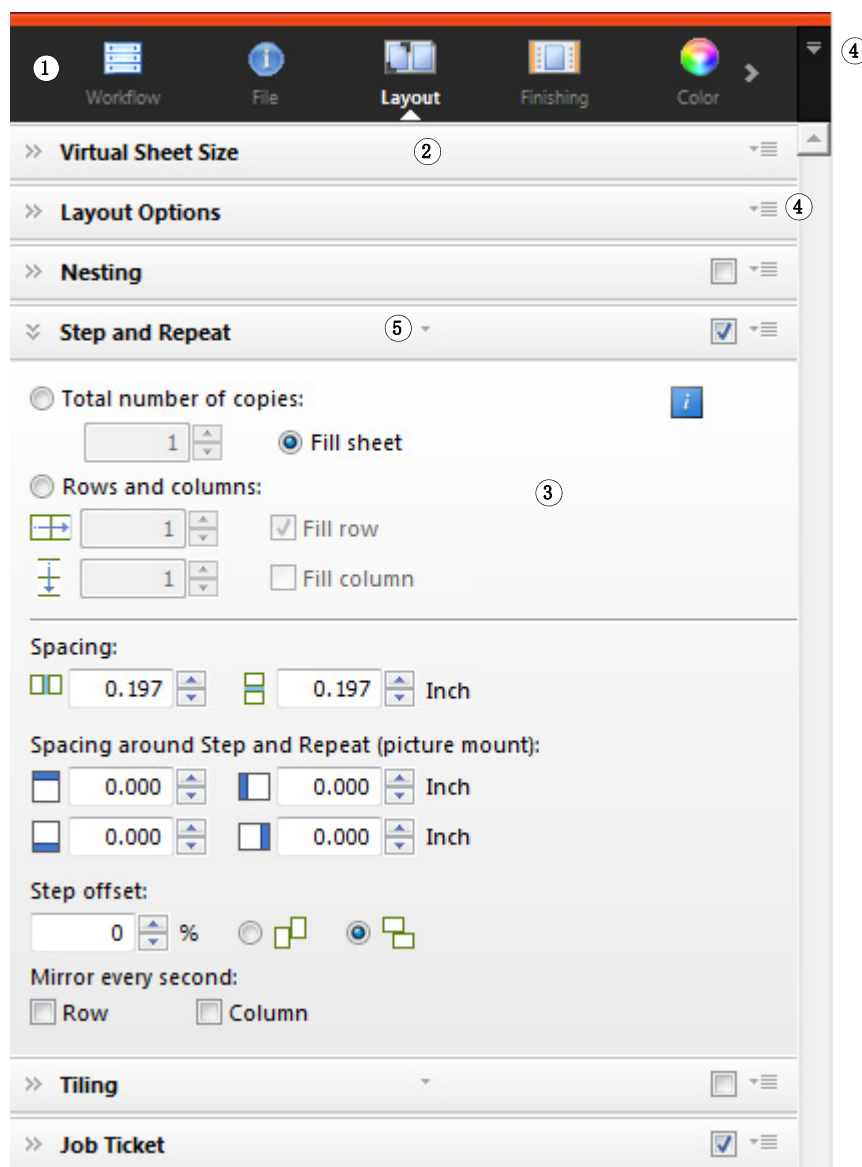 ① Workflow File Layout Finishing Color ④
Virtual Sheet Size ②
Layout Options ④
Nesting
Step and Repeat ⑤
Total number of copies: i
1 Fill sheet
Rows and columns: ③
1 Fill row
1 Fill column
Spacing:
0.197 0.197 Inch
Spacing around Step and Repeat (picture mount):
0.000 0.000 Inch
0.000 0.000 Inch
Step offset:
0 %
Mirror every second:
Row Column
Tiling
Job Ticket